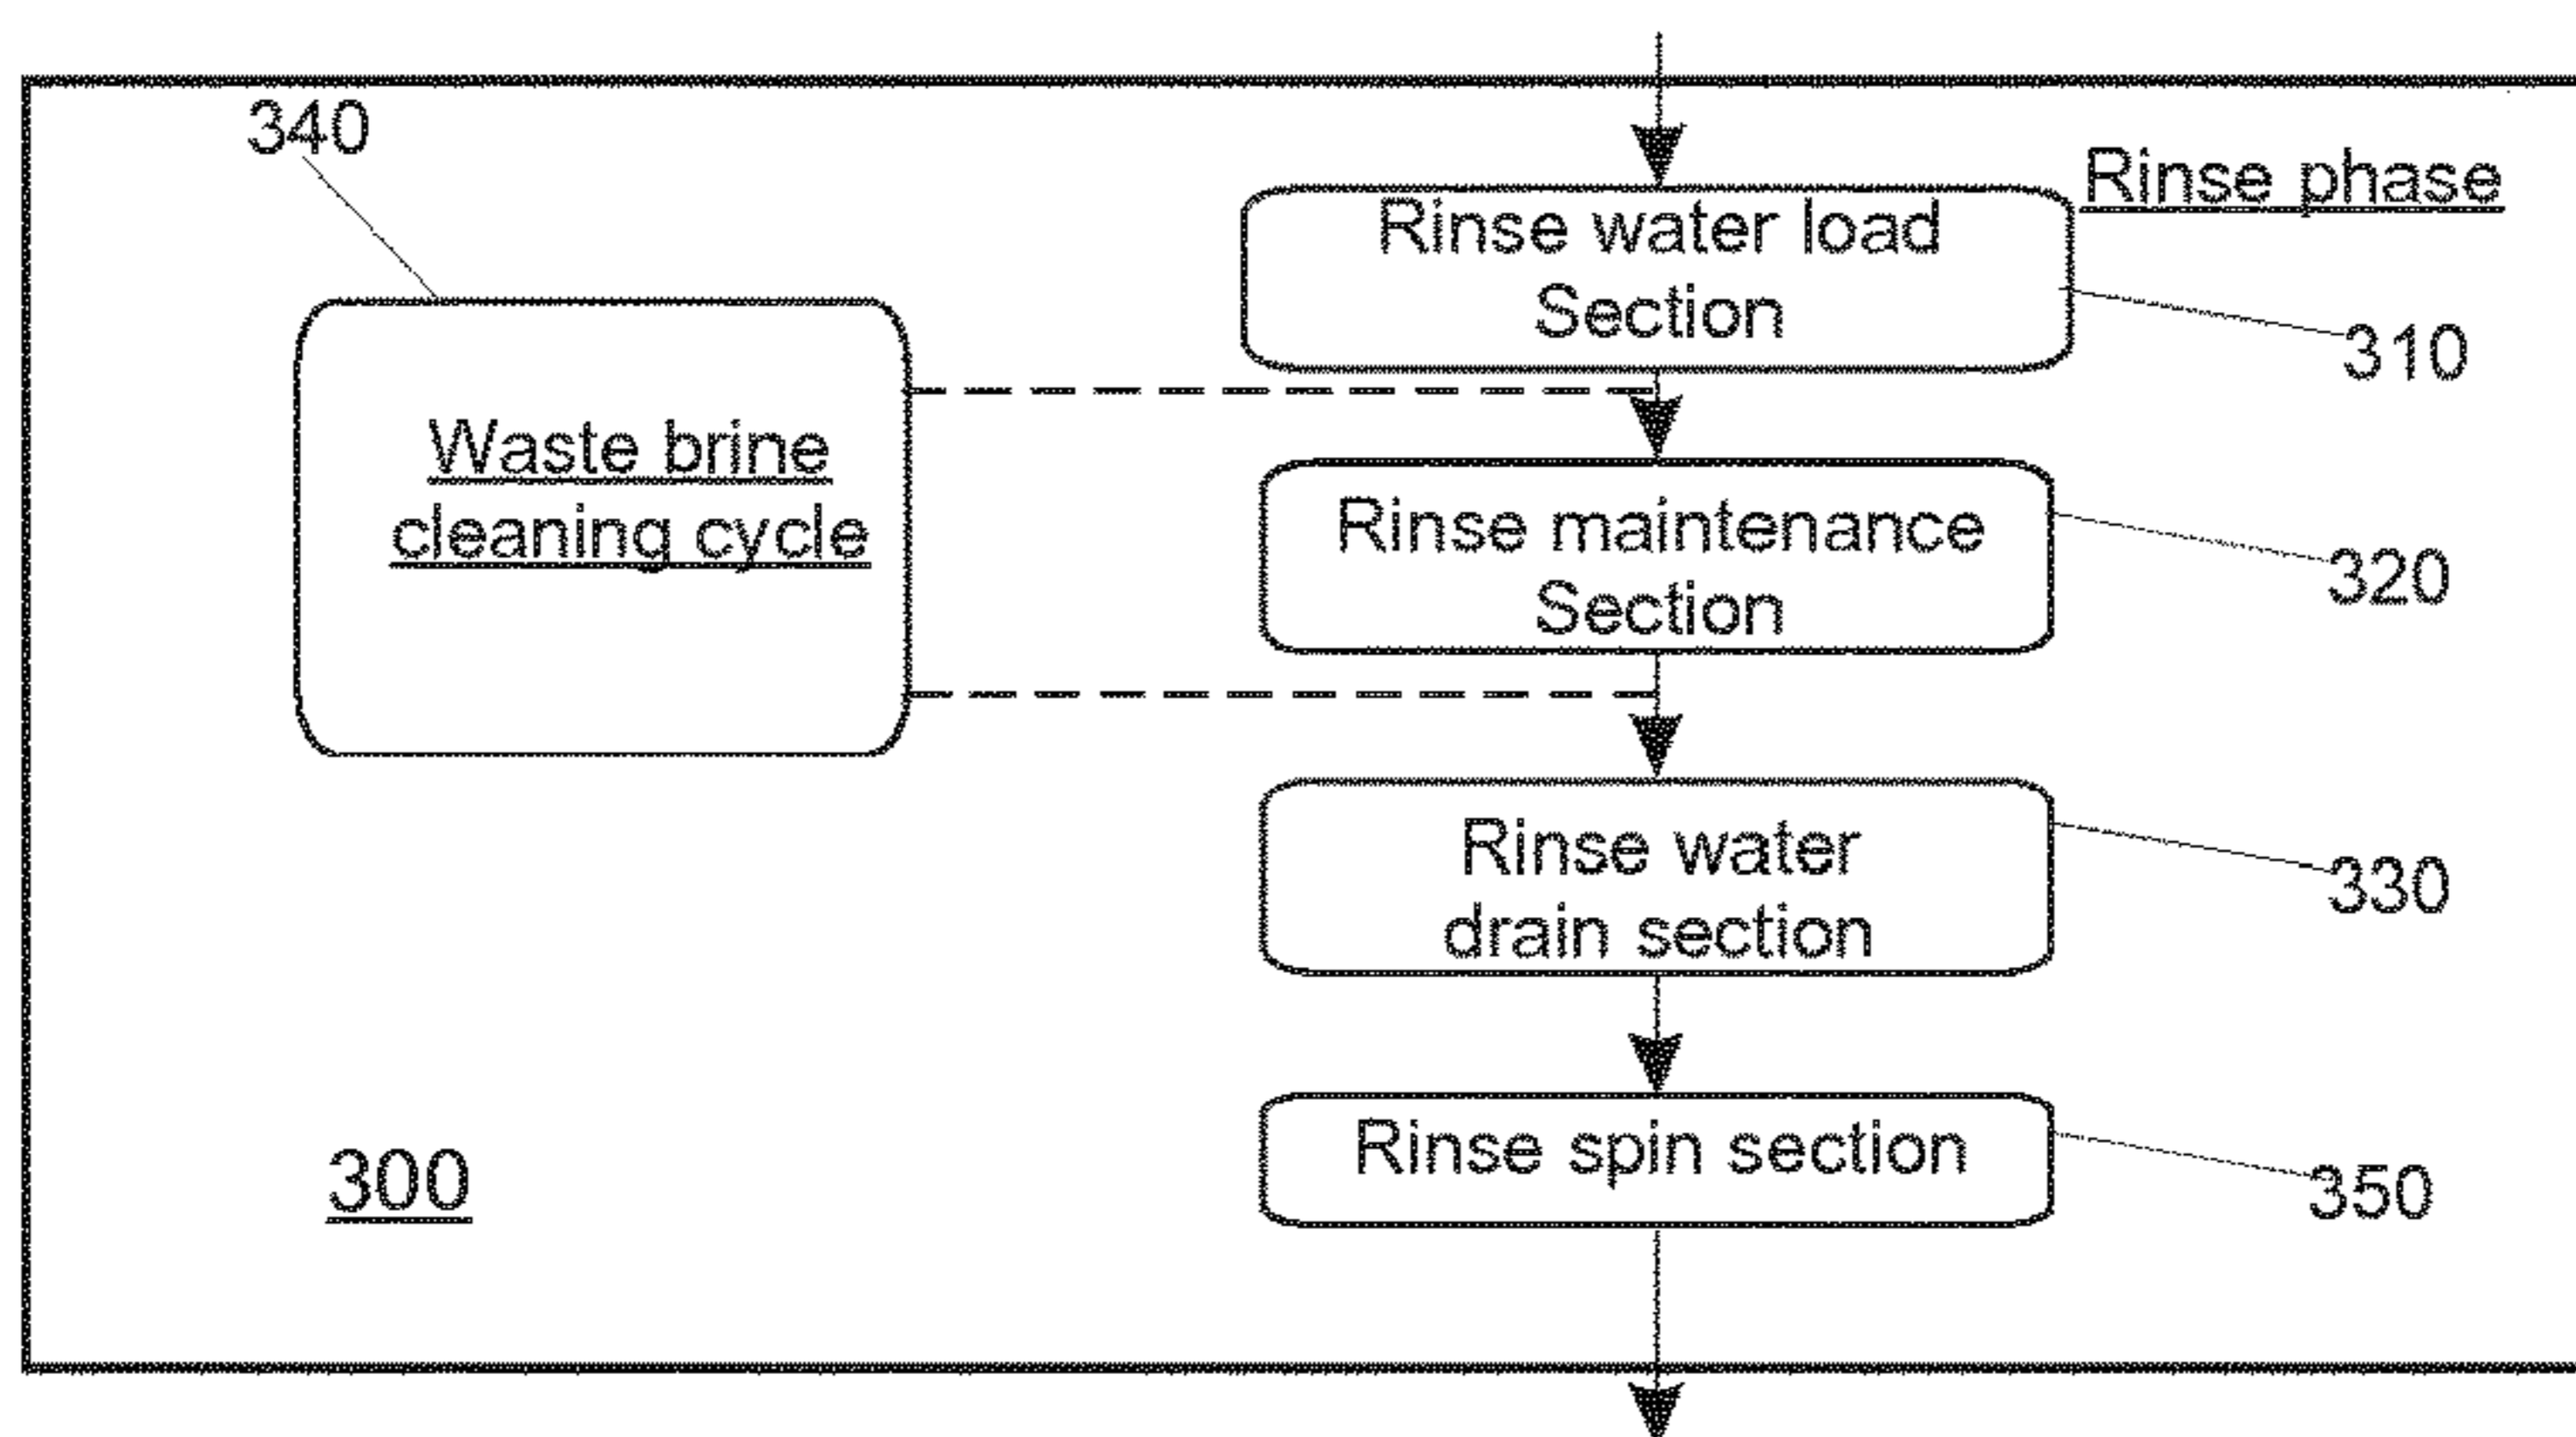 340
Rinse phase
Rinse water load
Section
310
Waste brine
cleaning cycle
Rinse maintenance
Section
320
Rinse water
drain section
330
Rinse spin section
350
300